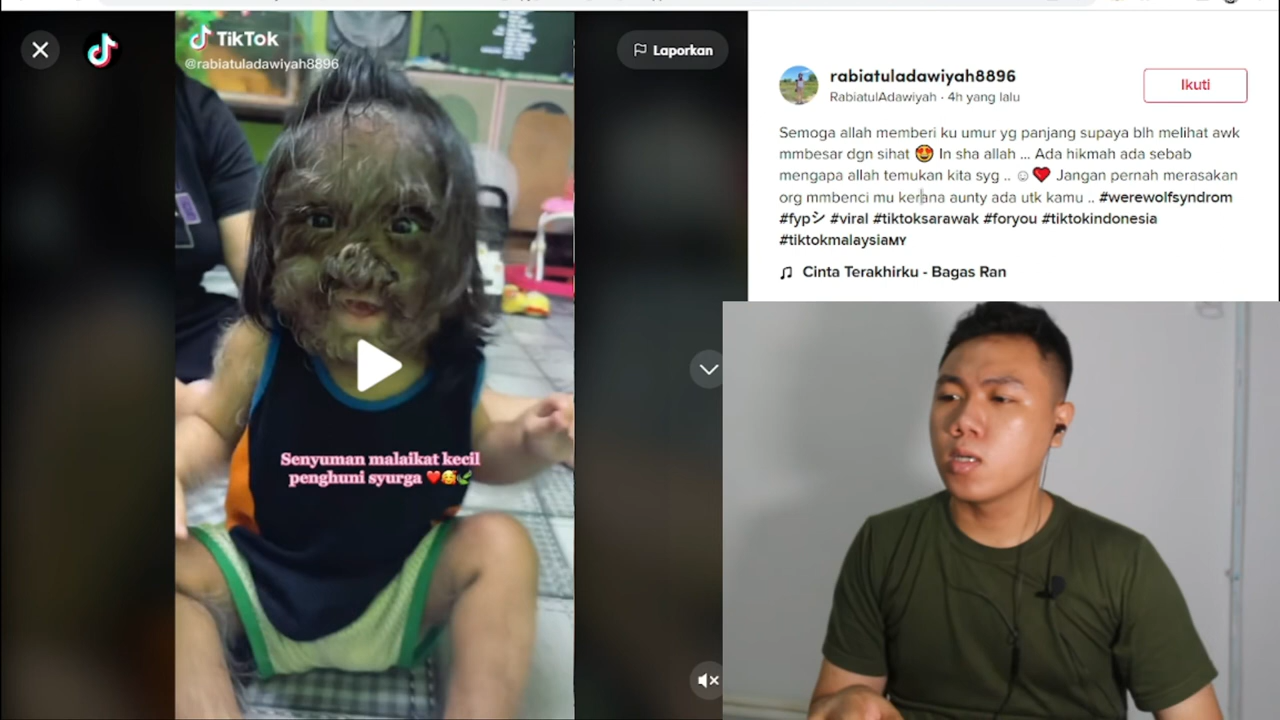 TikTok
@rabiatuladawiyah8896
Laporkan
Senyuman malaikat kecil
penghuni syurga ❤️🥰🌿
rabiatuladawiyah8896
RabiatulAdawiyah · 4h yang lalu
Ikuti
Semoga allah memberi ku umur yg panjang supaya blh melihat awk
mmbesar dgn sihat 😍 In sha allah ... Ada hikmah ada sebab
mengapa allah temukan kita syg .. ☺️❤️ Jangan pernah merasakan
org mmbenci mu kerana aunty ada utk kamu .. #werewolfsyndrom
#fypシ #viral #tiktoksarawak #foryou #tiktokindonesia
#tiktokmalaysiaᴍʏ
♫ Cinta Terakhirku - Bagas Ran